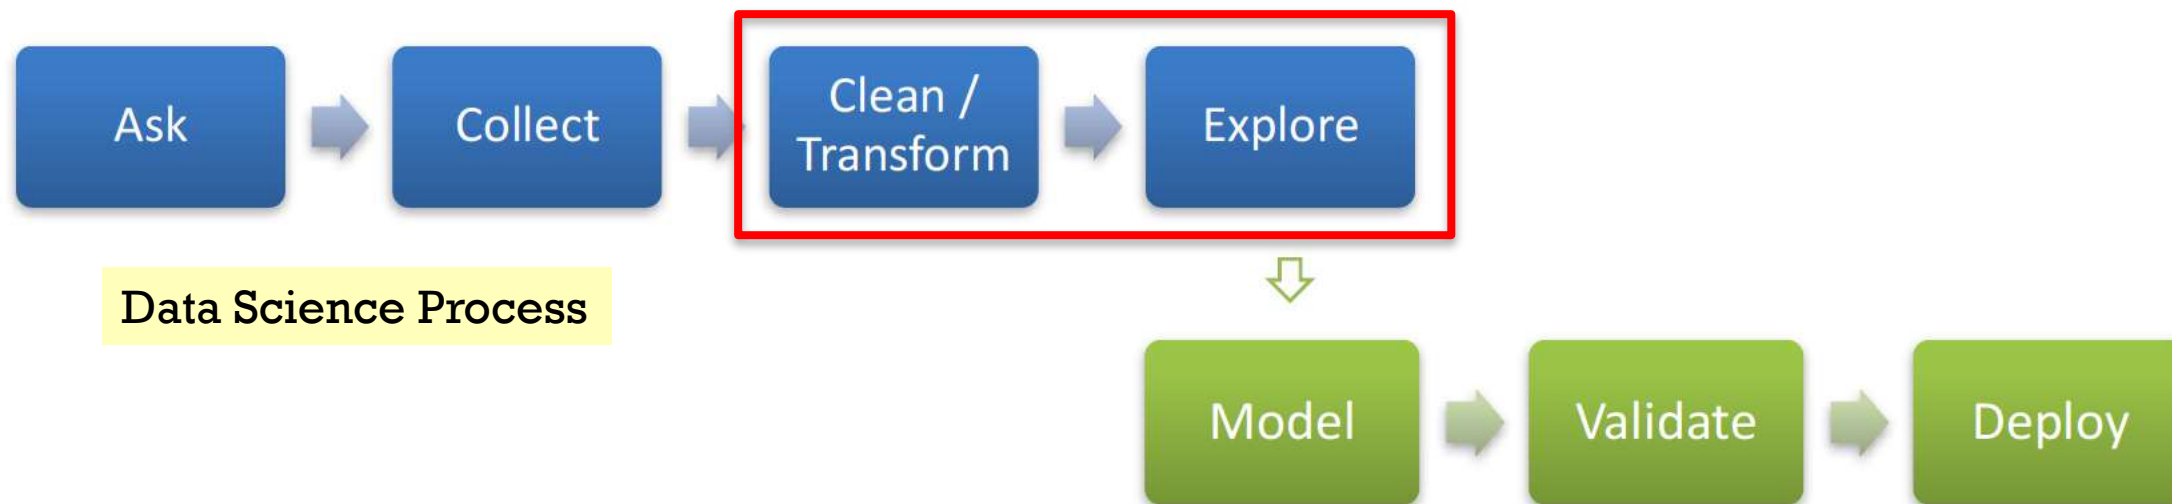 Ask
Collect
Clean /
Transform
Explore
Data Science Process
Model
Validate
Deploy